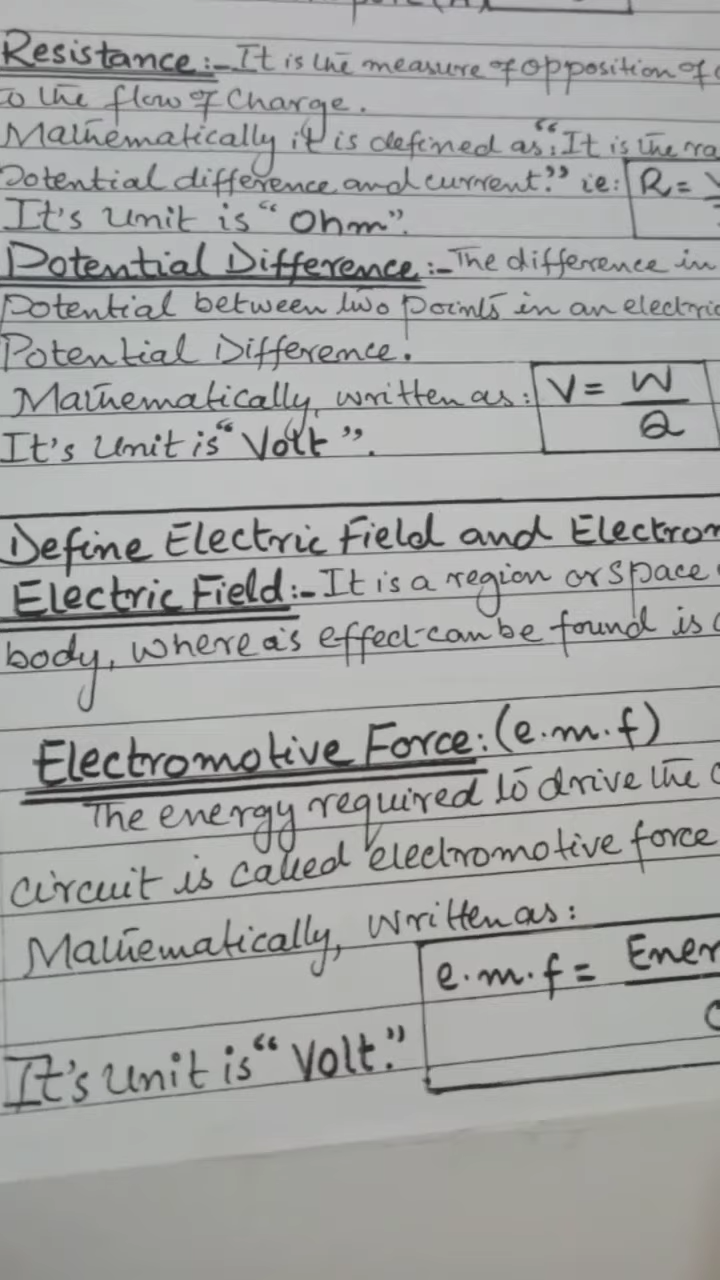 Resistance:- It is the measure of opposition of
to the flow of Charge.
Mathematically it is defined as: "It is the
Potential difference and current." ie: R =
It's Unit is "Ohm".
Potential Difference:- The difference in
Potential between two points in an electric
Potential Difference.
Mathematically, written as: V = W/Q
It's Unit is "Volt".
Define Electric Field and Electrom
Electric Field:- It is a region or space
body, where as effect can be found is
Electromotive Force: (e.m.f)
The energy required to drive the
circuit is called electromotive force
Mathematically, written as:
e.m.f = Ener
It's Unit is "Volt."